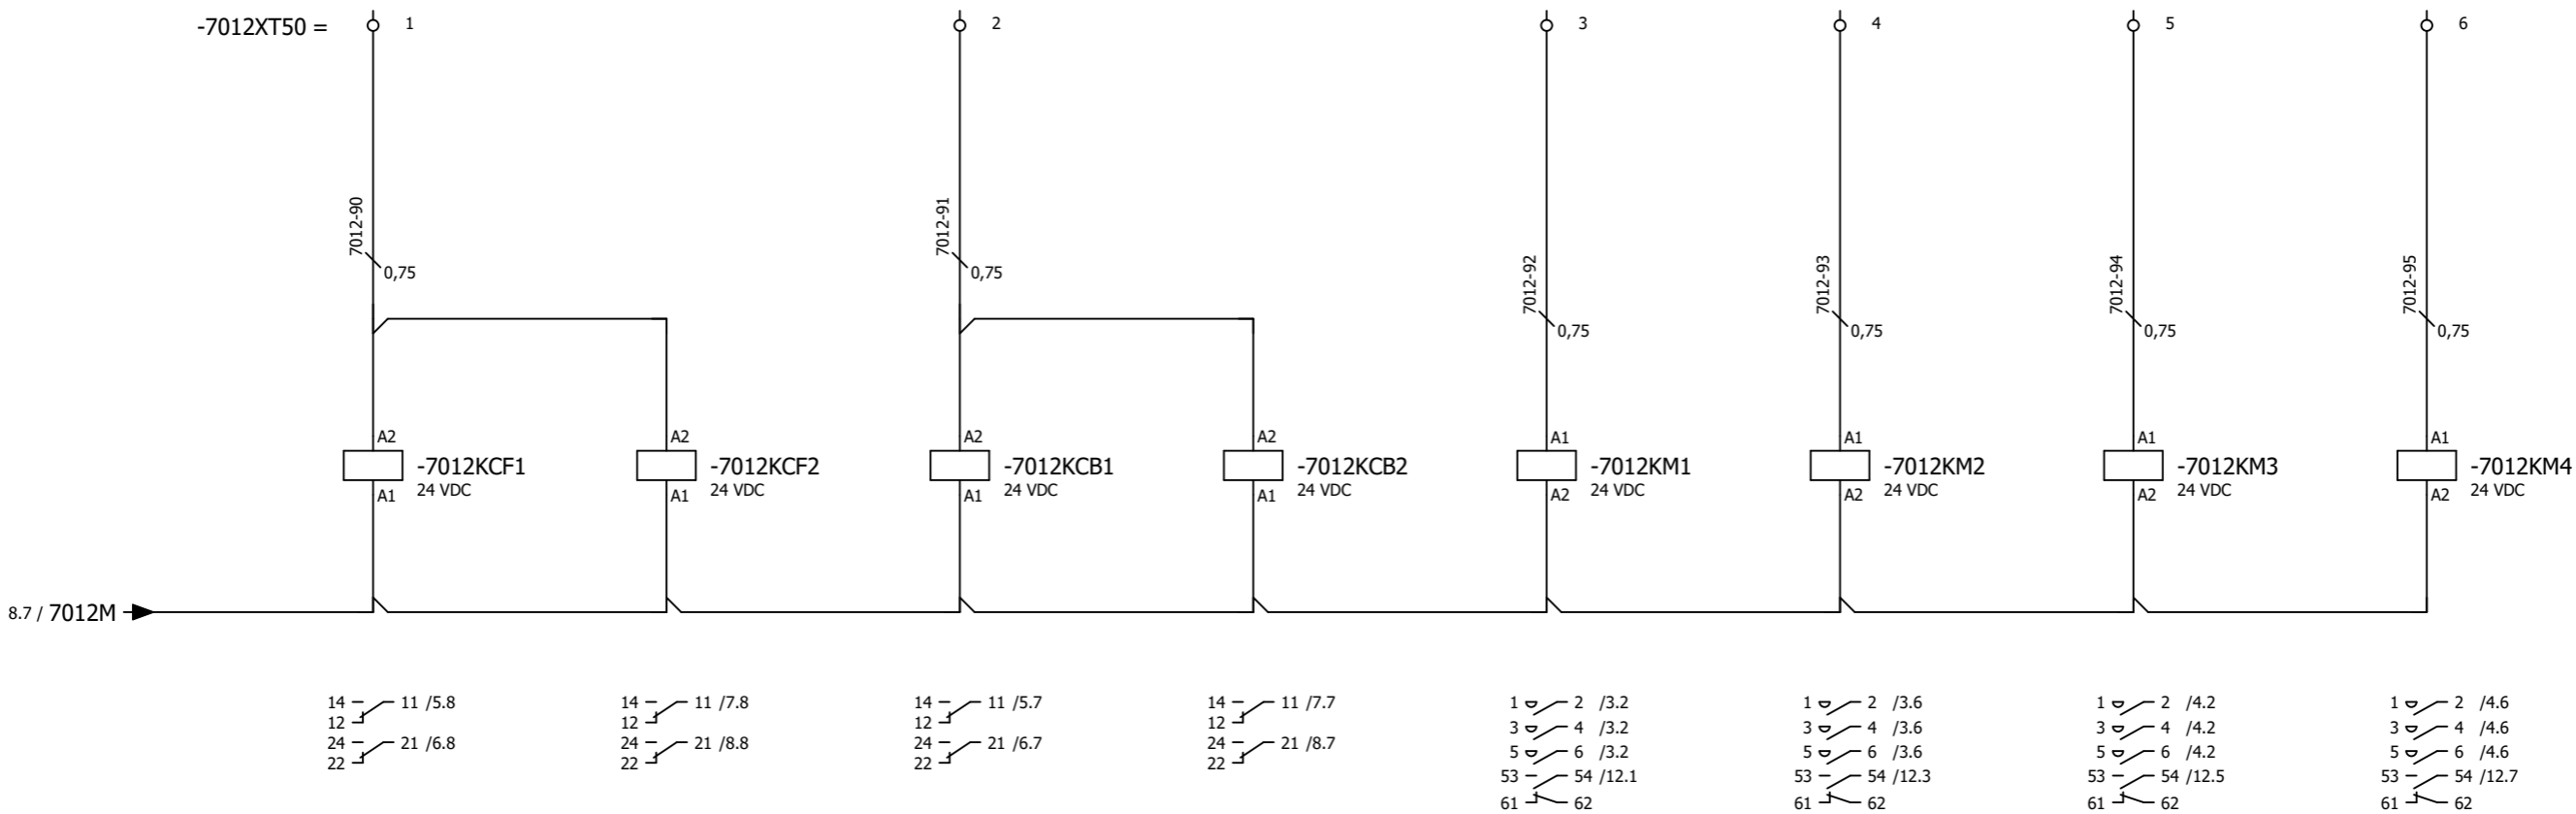 -7012XT50 = 1 2 3 4 5 6
7012-90 7012-91 7012-92 7012-93 7012-94 7012-95
0,75 0,75 0,75 0,75 0,75 0,75
A2 A2 A2 A2 A1 A1 A1 A1
-7012KCF1 -7012KCF2 -7012KCB1 -7012KCB2 -7012KM1 -7012KM2 -7012KM3 -7012KM4
24 VDC 24 VDC 24 VDC 24 VDC 24 VDC 24 VDC 24 VDC 24 VDC
A1 A1 A1 A1 A2 A2 A2 A2
8.7 / 7012M
14 11 /5.8 14 11 /7.8 14 11 /5.7 14 11 /7.7 1 2 /3.2 1 2 /3.6 1 2 /4.2 1 2 /4.6
12 12 12 12 3 4 /3.2 3 4 /3.6 3 4 /4.2 3 4 /4.6
24 21 /6.8 24 21 /8.8 24 21 /6.7 24 21 /8.7 5 6 /3.2 5 6 /3.6 5 6 /4.2 5 6 /4.6
22 22 22 22 53 54 /12.1 53 54 /12.3 53 54 /12.5 53 54 /12.7
61 62 61 62 61 62 61 62